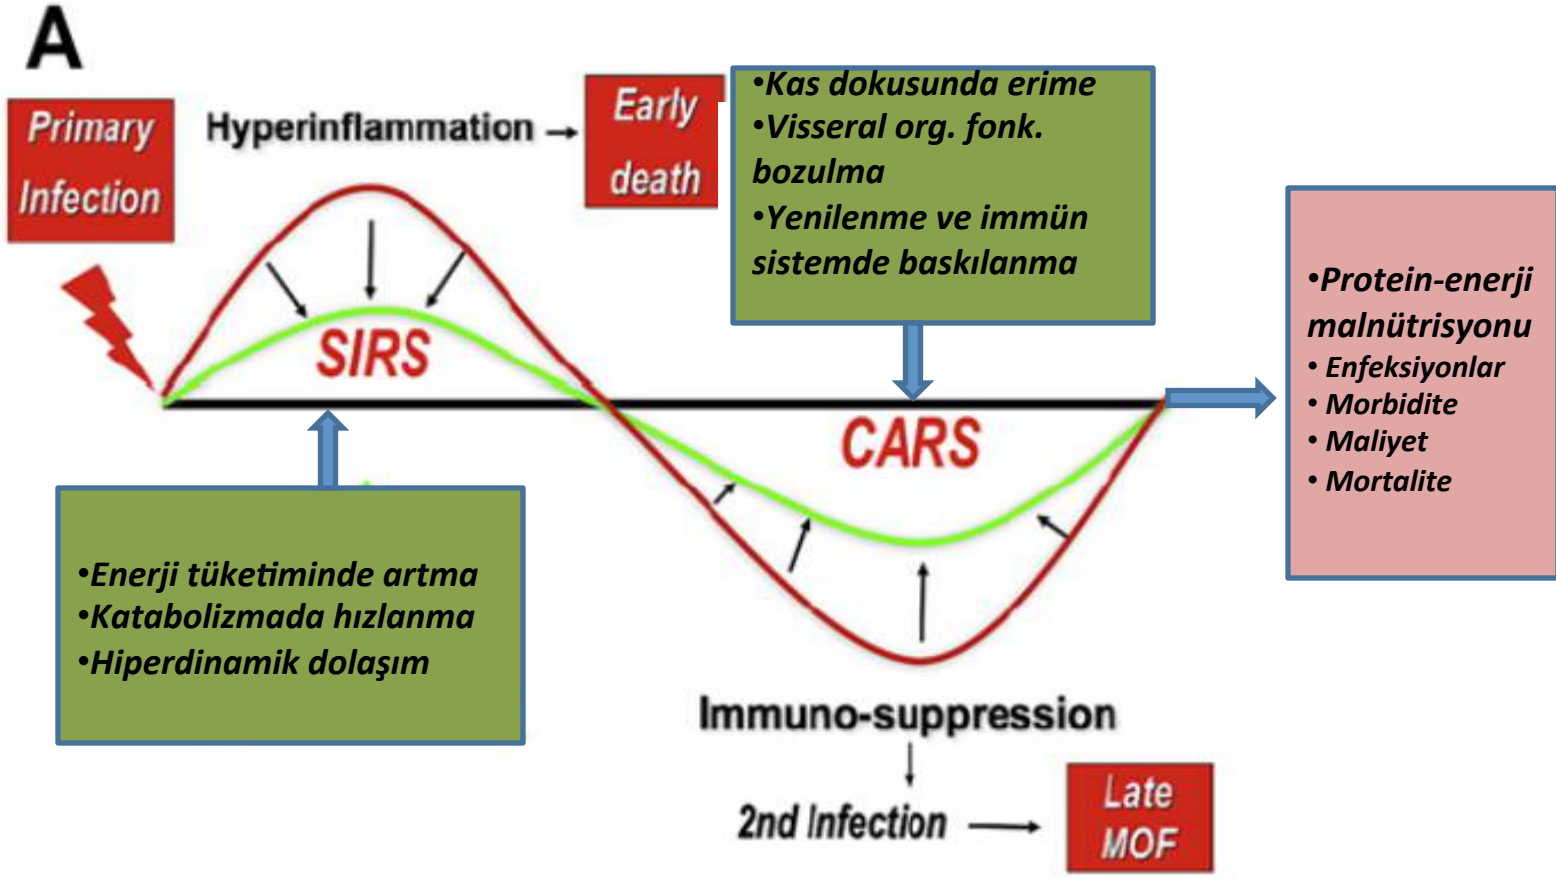 A
Primary
Infection
Hyperinflammation
Early
death
•Kas dokusunda erime
•Visseral org. fonk.
bozulma
•Yenilenme ve immün
sistemde baskılanma
SIRS
CARS
•Protein-enerji
malnütrisyonu
• Enfeksiyonlar
• Morbidite
• Maliyet
• Mortalite
•Enerji tüketiminde artma
•Katabolizmada hızlanma
•Hiperdinamik dolaşım
Immuno-suppression
2nd Infection
Late
MOF